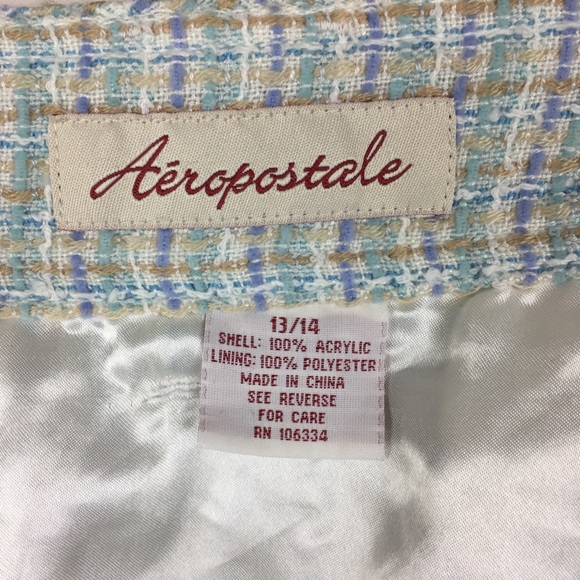 Aéropostale
13/14
SHELL: 100% ACRYLIC
LINING: 100% POLYESTER
MADE IN CHINA
SEE REVERSE
FOR CARE
RN 106334